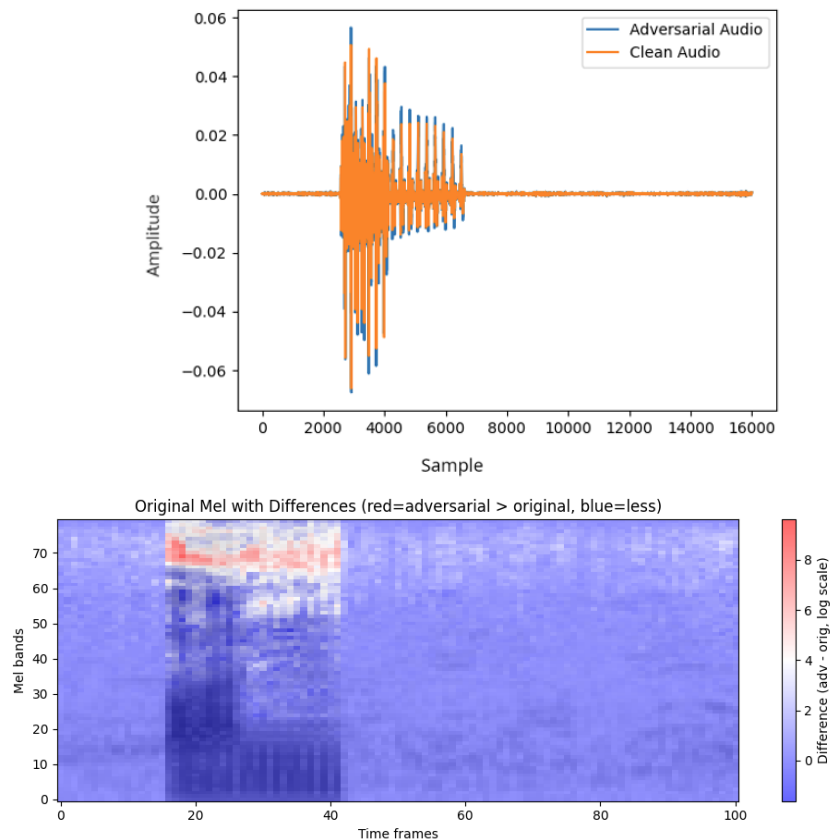 0.06
0.04
0.02
0.00
−0.02
−0.04
−0.06
Amplitude
Adversarial Audio
Clean Audio
0 2000 4000 6000 8000 10000 12000 14000 16000
Sample
Original Mel with Differences (red=adversarial > original, blue=less)
70
60
50
40
30
20
10
0
Mel bands
0 20 40 60 80 100
Time frames
8
6
4
2
0
Difference (adv - orig, log scale)